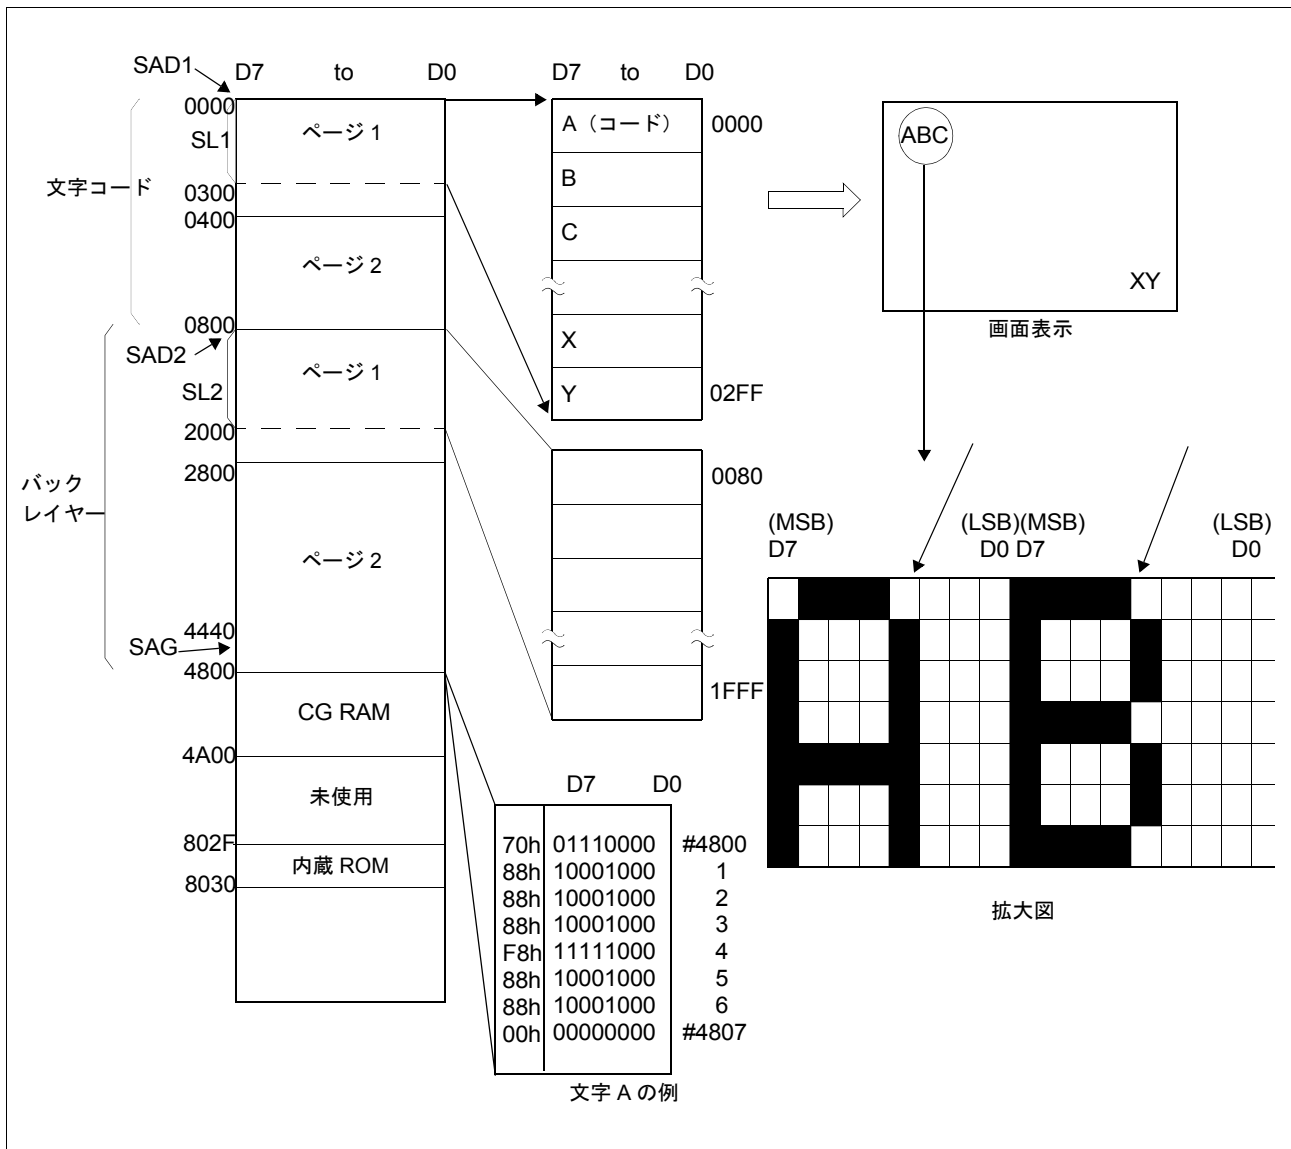 SAD1
D7 to D0
0000
SL1
0300
0400
文字コード
ページ 1
ページ 2
0800
SAD2
SL2
2000
2800
バック
レイヤー
ページ 1
ページ 2
4440
SAG
4800
CG RAM
4A00
未使用
802F
内蔵 ROM
8030
D7 to D0
A（コード） 0000
B
C
X
Y 02FF
0080
1FFF
ABC
XY
画面表示
(MSB) (LSB)(MSB) (LSB)
D7 D0 D7 D0
拡大図
D7 D0
70h 01110000 #4800
88h 10001000 1
88h 10001000 2
88h 10001000 3
F8h 11111000 4
88h 10001000 5
88h 10001000 6
00h 00000000 #4807
文字 A の例